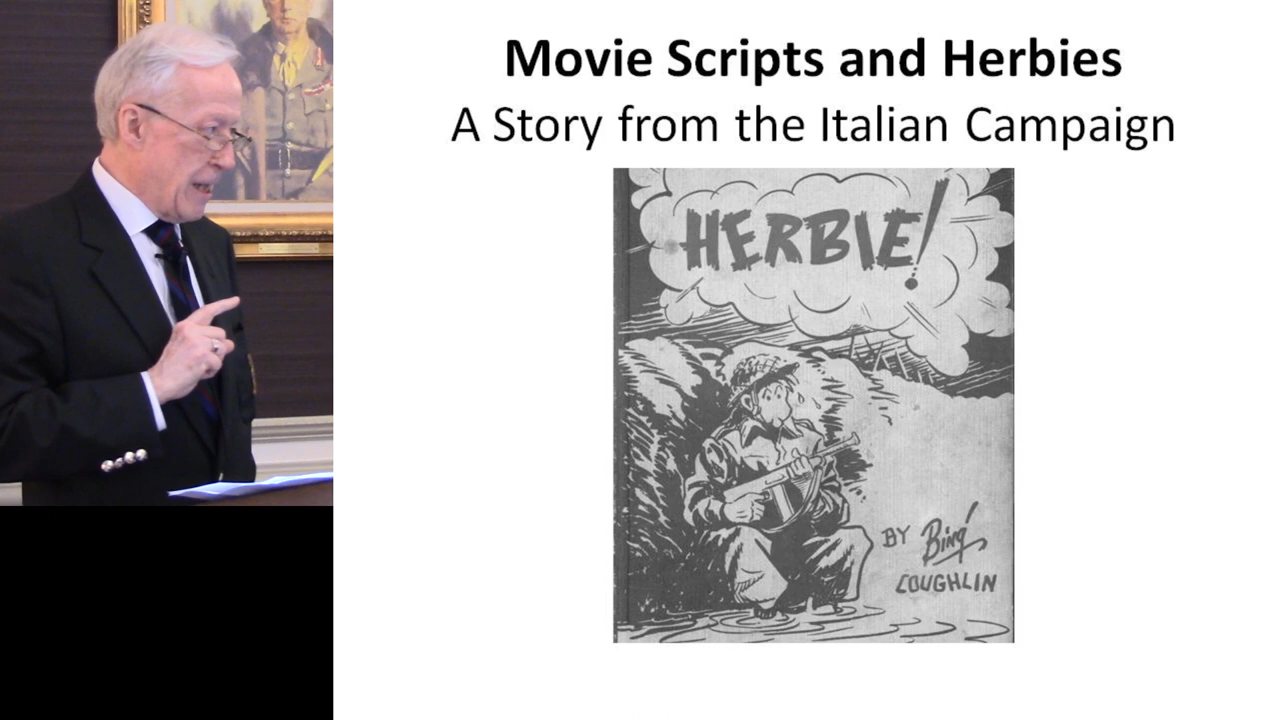 Movie Scripts and Herbies
A Story from the Italian Campaign
HERBIE!
BY Bing
COUGHLIN